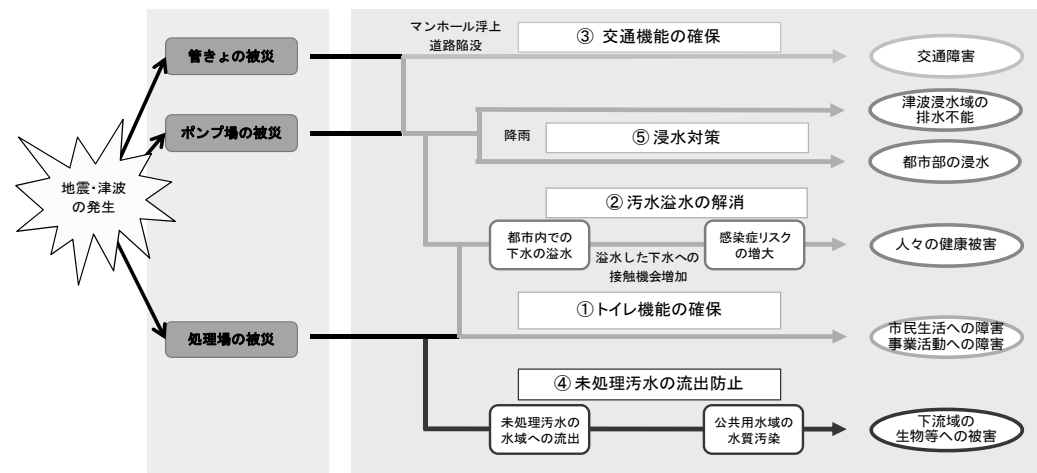 マンホール浮上
道路陥没
③ 交通機能の確保
管きょの被災
交通障害
津波浸水域の
排水不能
ポンプ場の被災
降雨
⑤ 浸水対策
都市部の浸水
地震・津波
の発生
② 汚水溢水の解消
都市内での
下水の溢水
溢水した下水への
接触機会増加
感染症リスク
の増大
人々の健康被害
① トイレ機能の確保
処理場の被災
市民生活への障害
事業活動への障害
④ 未処理汚水の流出防止
未処理汚水の
水域への流出
公共用水域の
水質汚染
下流域の
生物等への被害